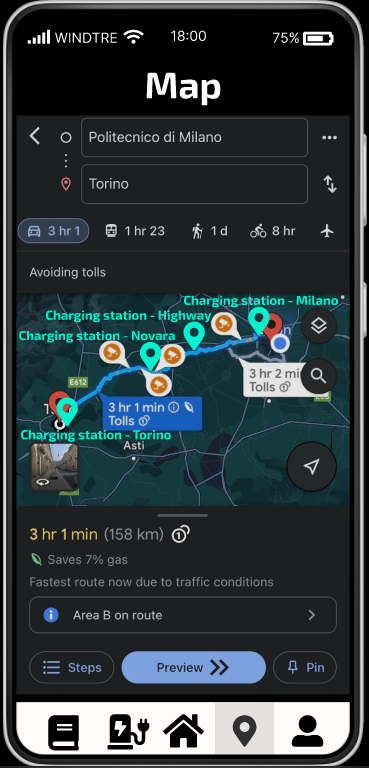 WINDTRE 18:00 75%
Map
Politecnico di Milano
Torino
3 hr 1 1 hr 23 1 d 8 hr
Avoiding tolls
Charging station - Milano
Charging station - Highway
Charging station - Novara
E612
3 hr 2 min
Tolls
3 hr 1 min
Tolls
Charging station - Torino
Asti
3 hr 1 min (158 km)
Saves 7% gas
Fastest route now due to traffic conditions
Area B on route
Steps Preview Pin